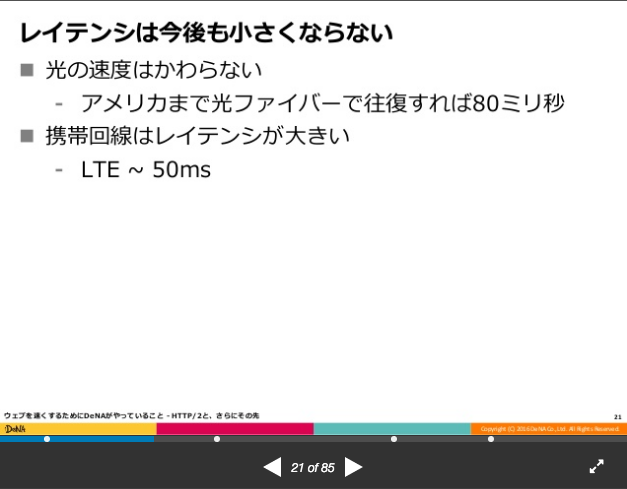 レイテンシは今後も小さくならない
■ 光の速度はかわらない
- アメリカまで光ファイバーで往復すれば80ミリ秒
■ 携帯回線はレイテンシが大きい
- LTE ~ 50ms
ウェブを速くするためにDeNAがやっていること - HTTP/2と、さらにその先
21
DeNA
Copyright (C) 2016 DeNA Co.,Ltd. All Rights Reserved.
21 of 85